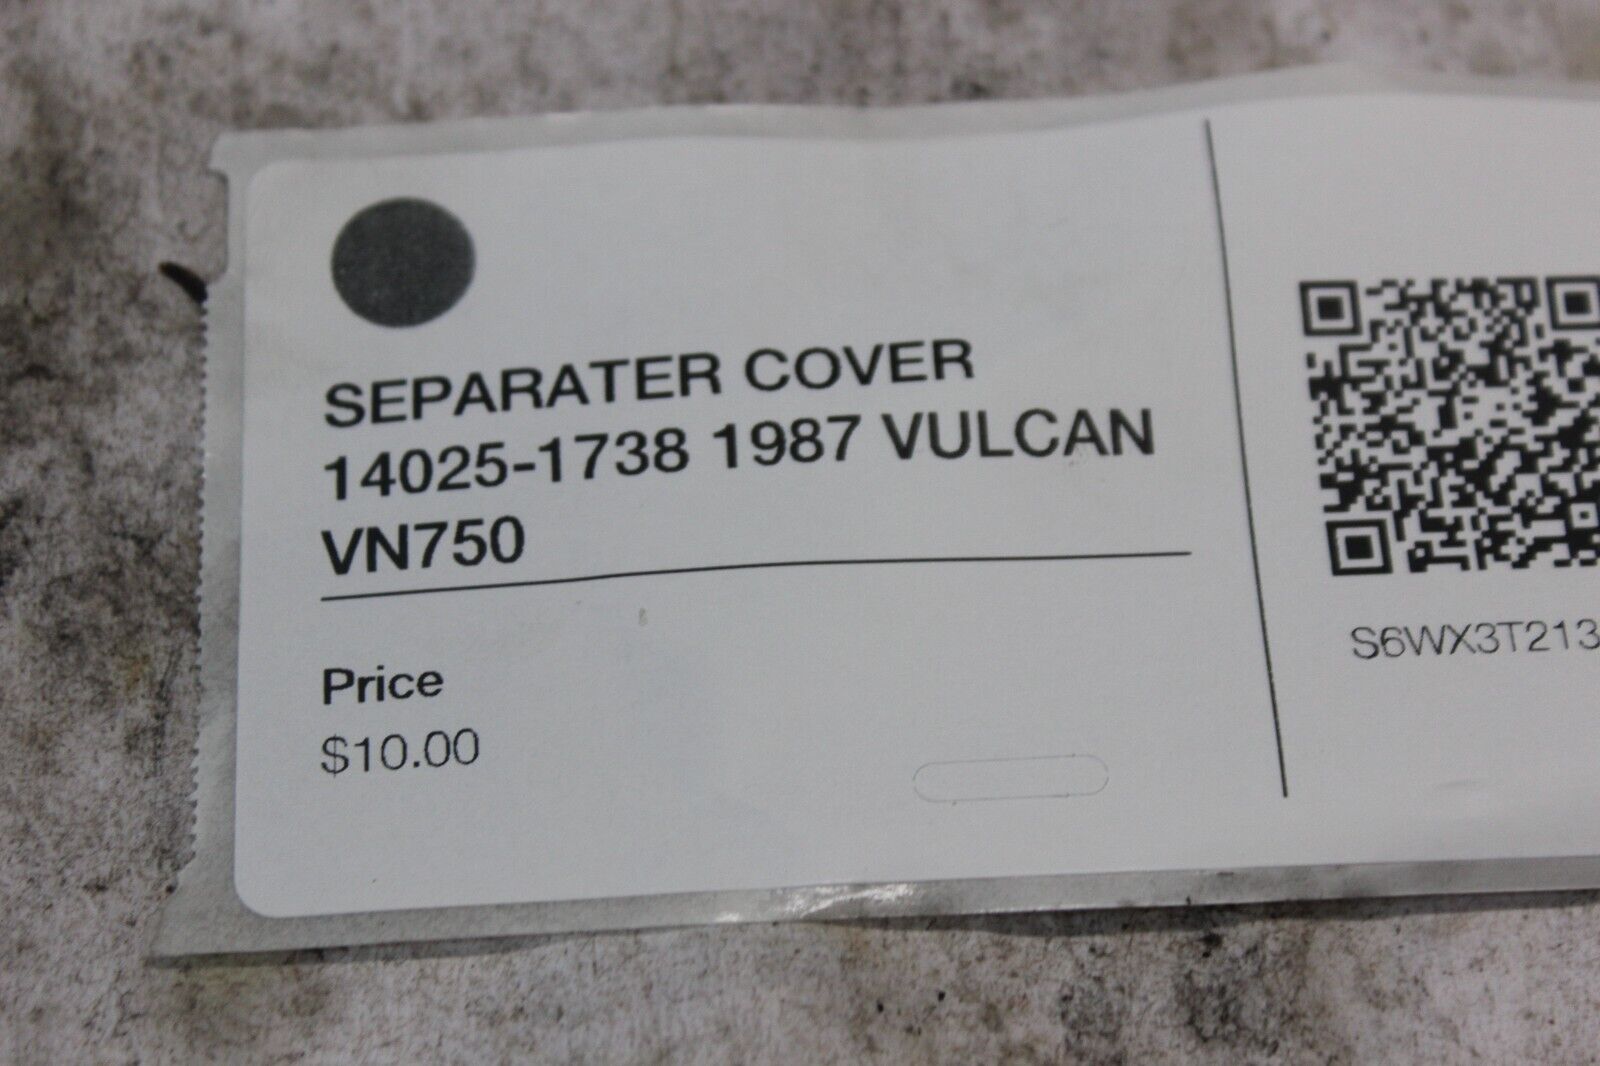 SEPARATER COVER
14025-1738 1987 VULCAN
VN750
Price
$10.00
S6WX3T213